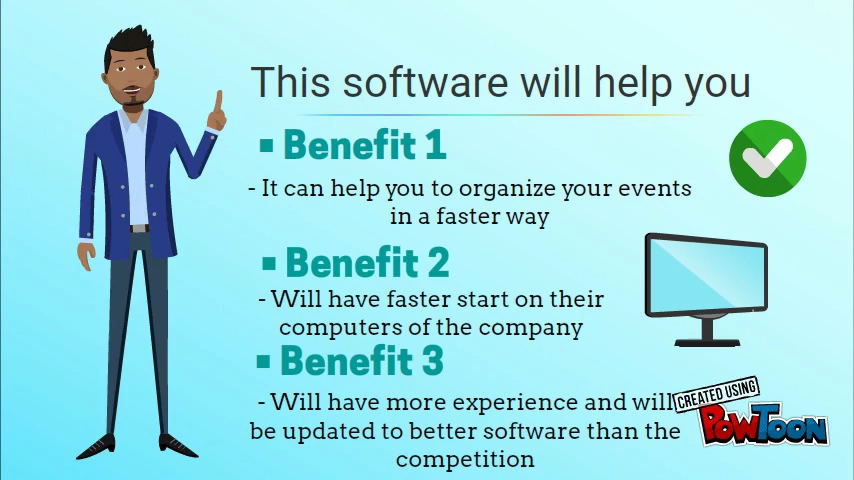 This software will help you
▪ Benefit 1
- It can help you to organize your events
in a faster way
▪ Benefit 2
- Will have faster start on their
computers of the company
▪ Benefit 3
- Will have more experience and will
be updated to better software than the
competition
CREATED USING
POWTOON